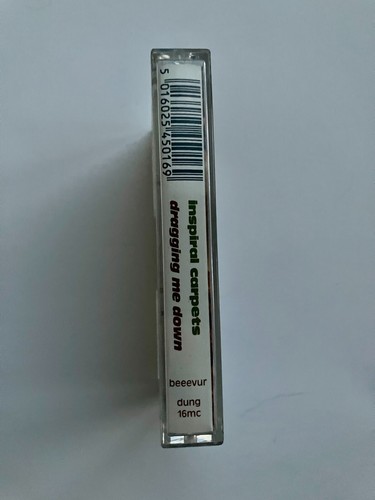 5 016025 450169
inspiral carpets
dragging me down
beeevur
dung
16mc